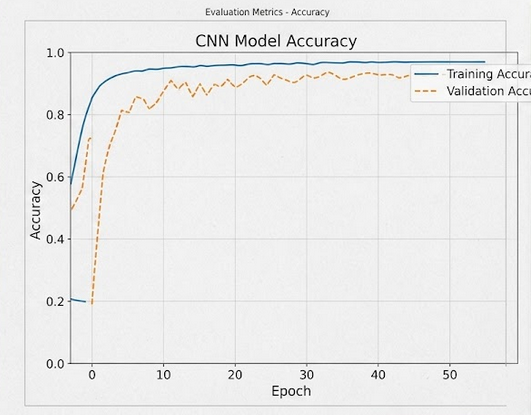 Evaluation Metrics - Accuracy
CNN Model Accuracy
1.0
0.8
0.6
0.4
0.2
0.0
Accuracy
0 10 20 30 40 50
Epoch
Training Accura
Validation Accu